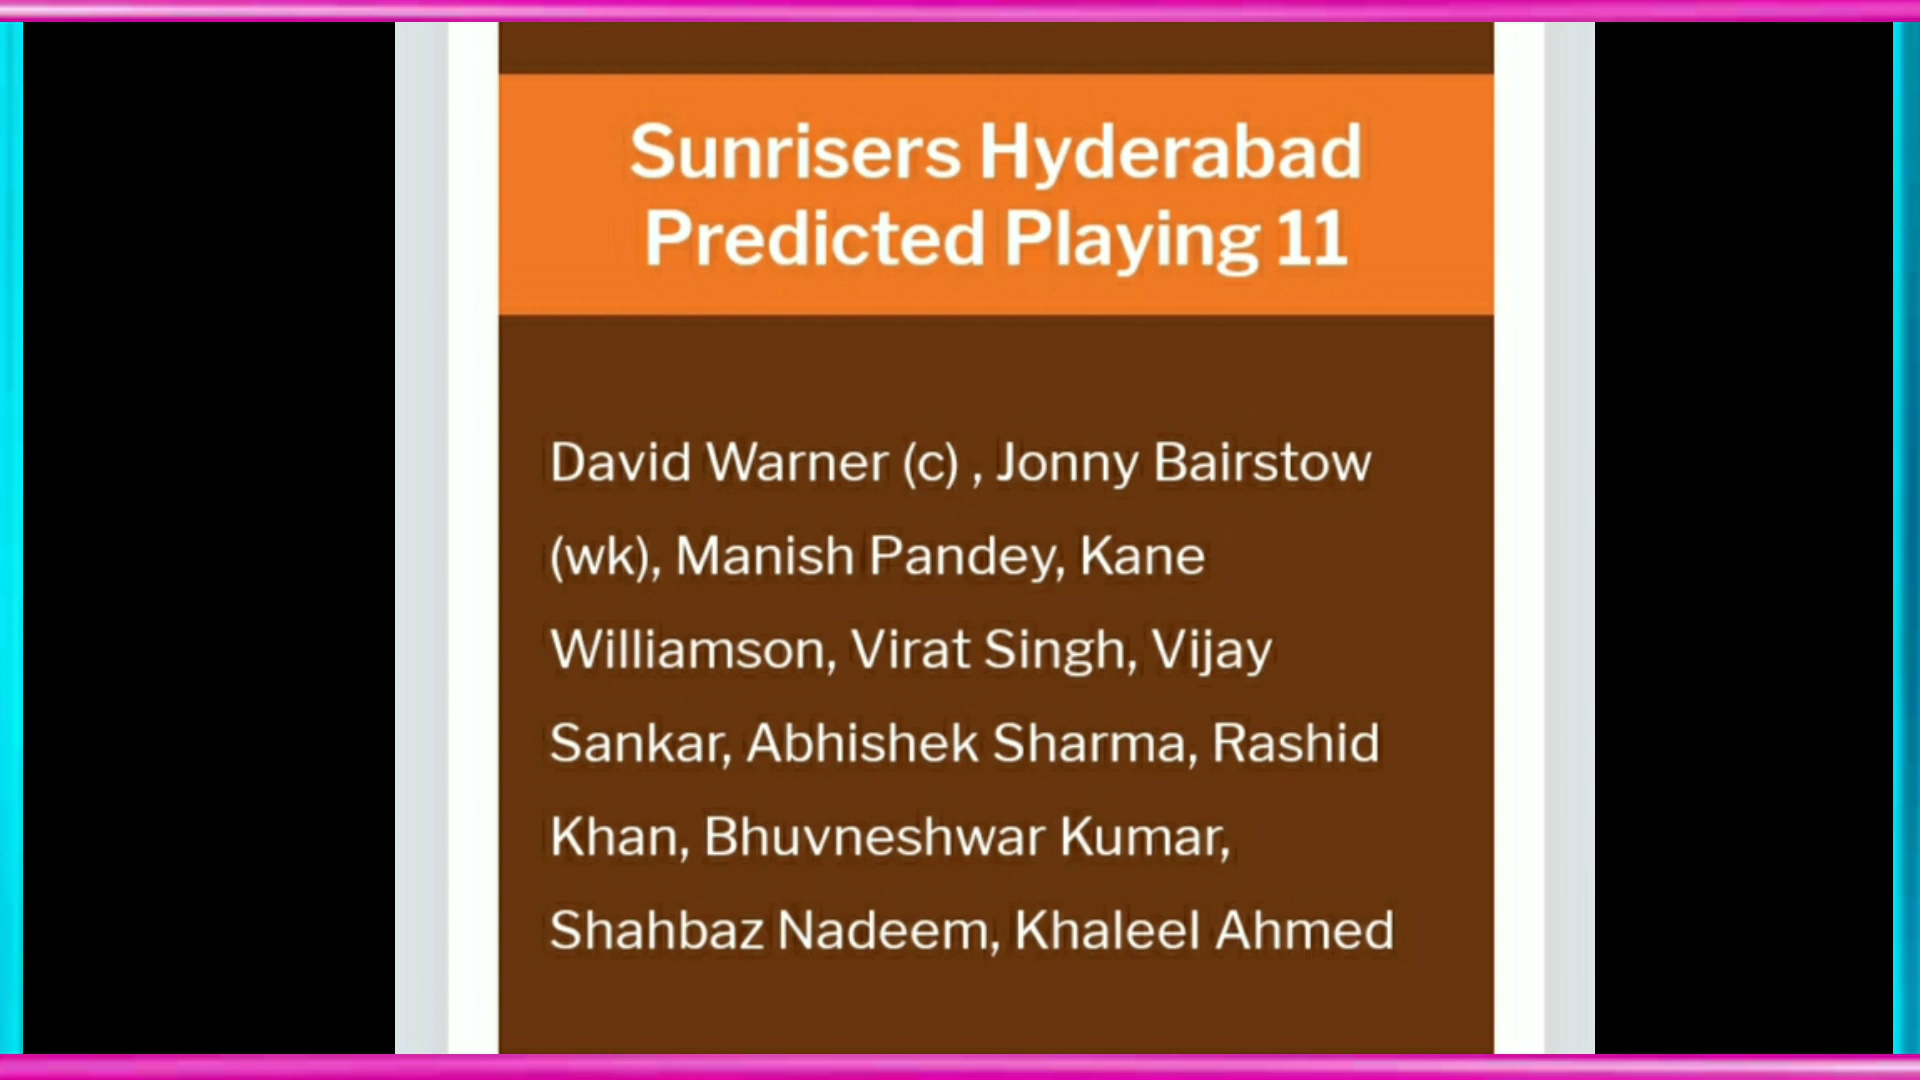 Sunrisers Hyderabad
Predicted Playing 11
David Warner (c) , Jonny Bairstow
(wk), Manish Pandey, Kane
Williamson, Virat Singh, Vijay
Sankar, Abhishek Sharma, Rashid
Khan, Bhuvneshwar Kumar,
Shahbaz Nadeem, Khaleel Ahmed